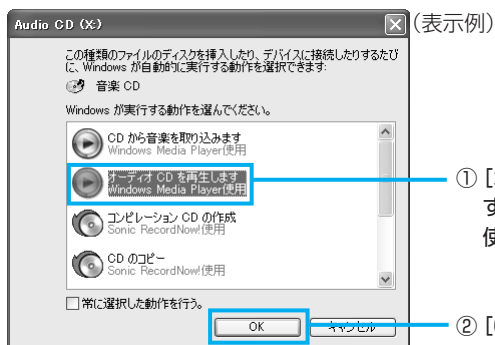 Audio CD (X:)
(表示例)
この種類のファイルのディスクを挿入したり、デバイスに接続したりするたび
に、Windows が自動的に実行する動作を選択できます:
音楽 CD
Windows が実行する動作を選んでください。
CD から音楽を取り込みます
Windows Media Player使用
オーディオ CD を再生します
Windows Media Player使用
コンピレーション CD の作成
Sonic RecordNow!使用
CD のコピー
Sonic RecordNow!使用
① [
す
使
常に選択した動作を行う。
OK
キャンセル
② [